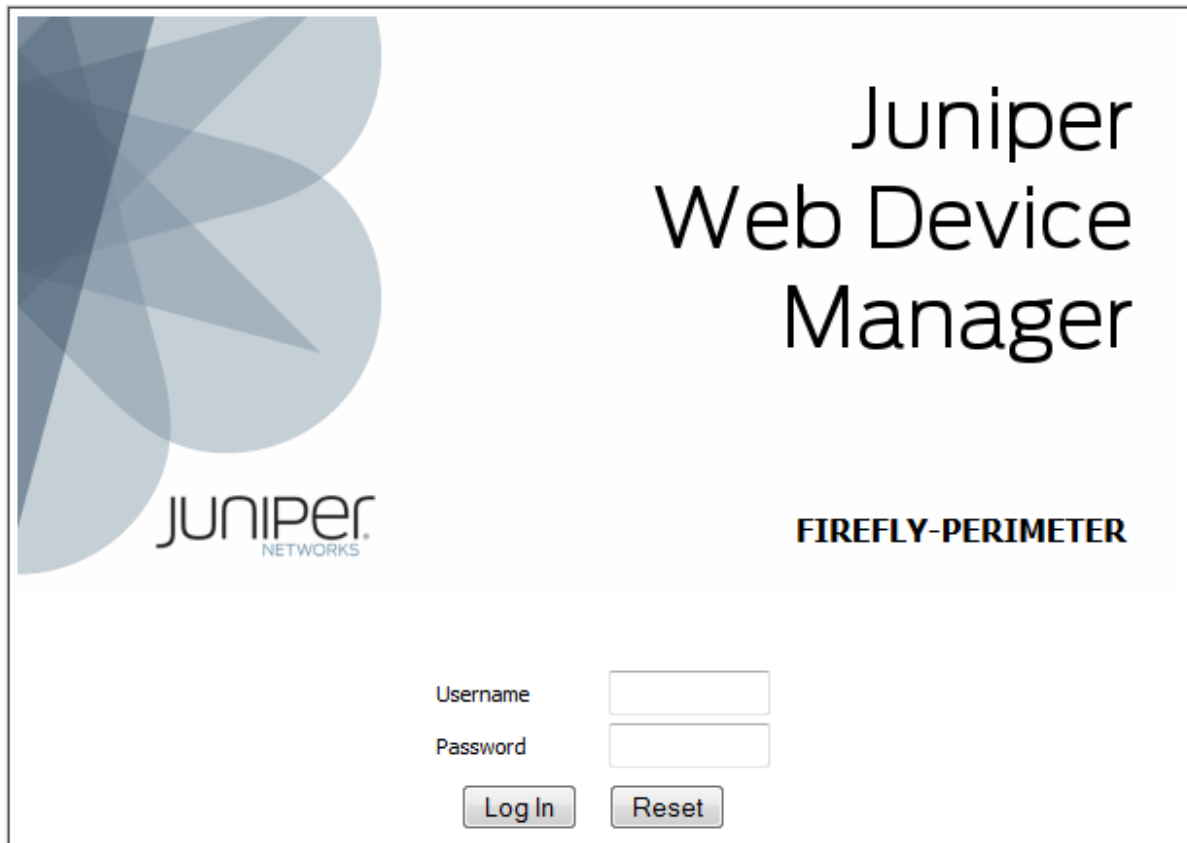 Juniper
Web Device
Manager
JUNIPER
NETWORKS
FIREFLY-PERIMETER
Username
Password
Log In
Reset